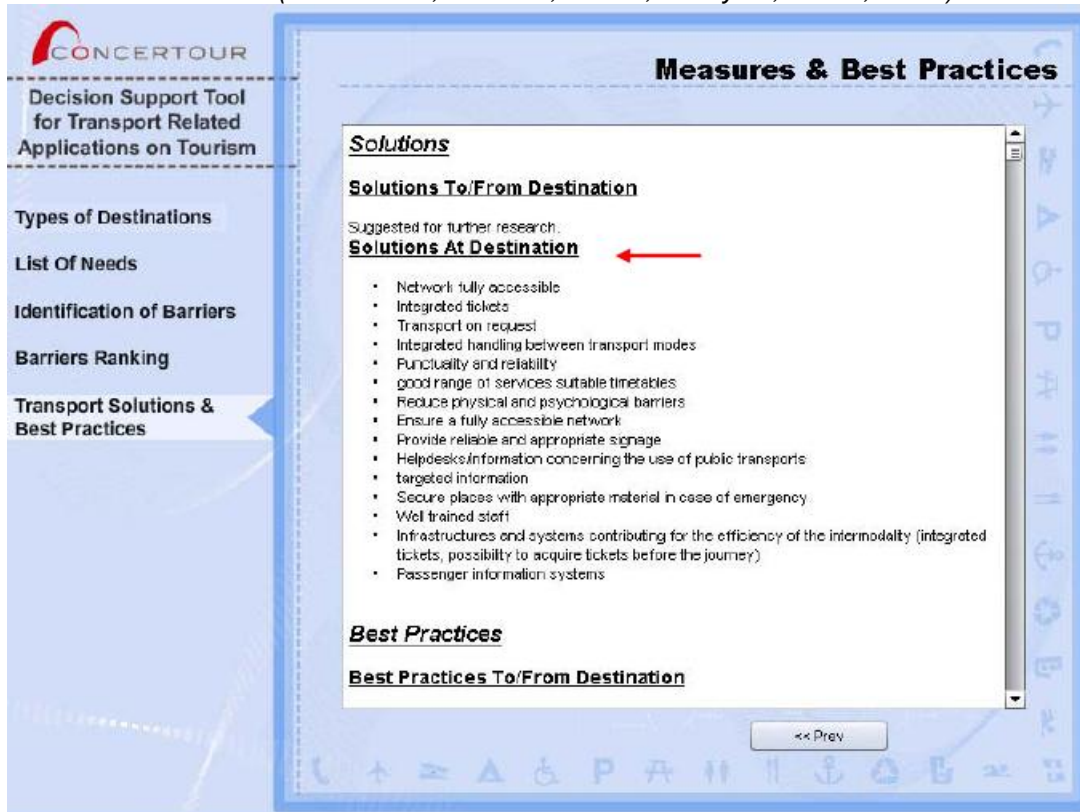 CONCERTOUR
Decision Support Tool
for Transport Related
Applications on Tourism
Types of Destinations
List Of Needs
Identification of Barriers
Barriers Ranking
Transport Solutions &
Best Practices
Measures & Best Practices
Solutions
Solutions To/From Destination
Suggested for further research.
Solutions At Destination
• Network fully accessible
• Integrated tickets
• Transport on request
• Integrated handling between transport modes
• Punctuality and reliability
• good range of services suitable timetables
• Reduce physical and psychological barriers
• Ensure a fully accessible network
• Provide reliable and appropriate signage
• Helpdesks/information concerning the use of public transports
• targeted information
• Secure places with appropriate material in case of emergency
• Well trained staff
• Infrastructures and systems contributing for the efficiency of the intermodality (integrated
tickets, possibility to acquire tickets before the journey)
• Passenger information systems
Best Practices
Best Practices To/From Destination
<< Prev